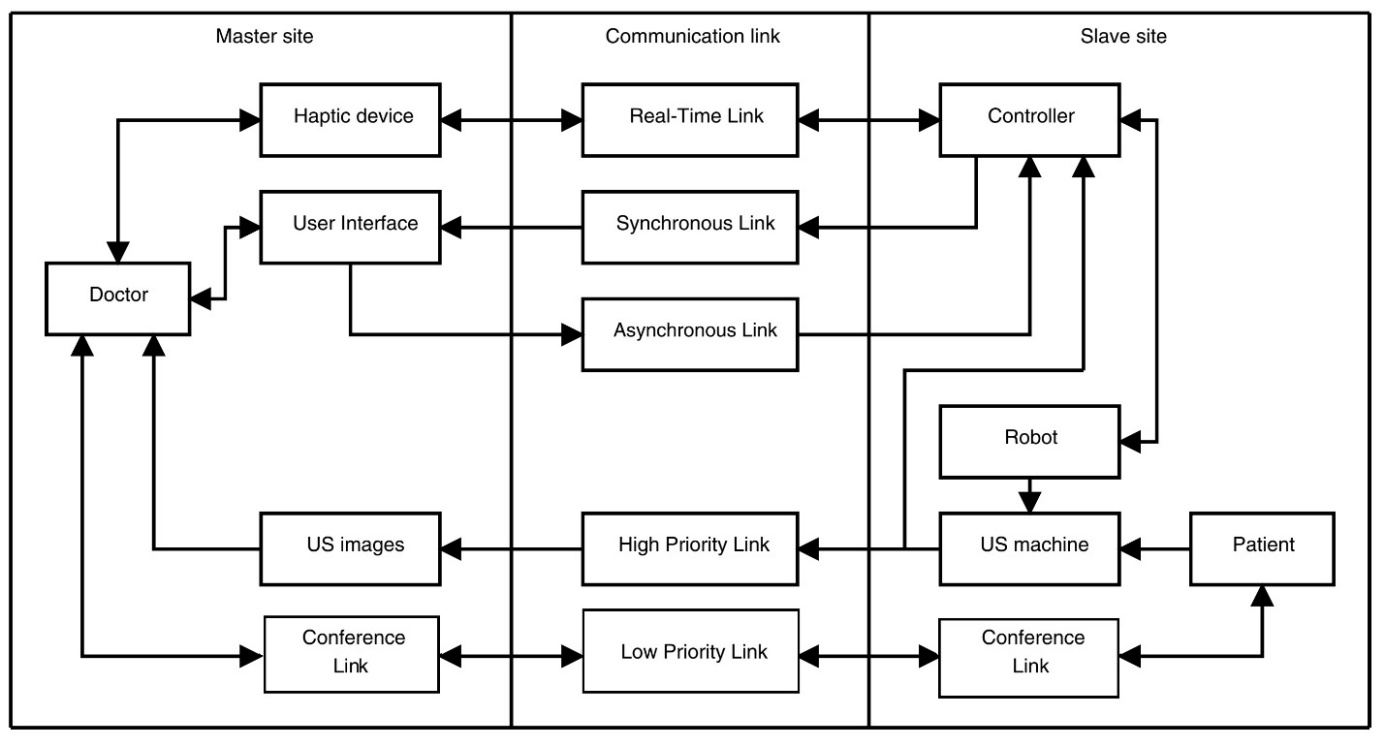 Master site
Communication link
Slave site
Haptic device
Real-Time Link
Controller
User Interface
Synchronous Link
Doctor
Asynchronous Link
Robot
US images
High Priority Link
US machine
Patient
Conference
Link
Low Priority Link
Conference
Link